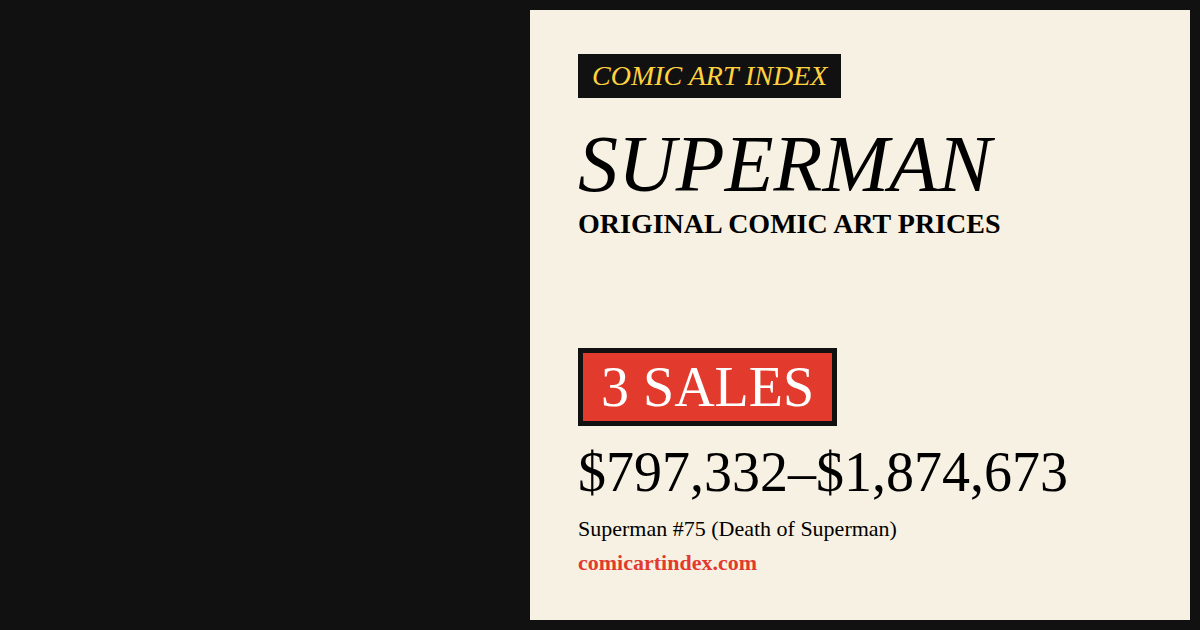 COMIC ART INDEX
SUPERMAN
ORIGINAL COMIC ART PRICES
3 SALES
$797,332–$1,874,673
Superman #75 (Death of Superman)
comicartindex.com